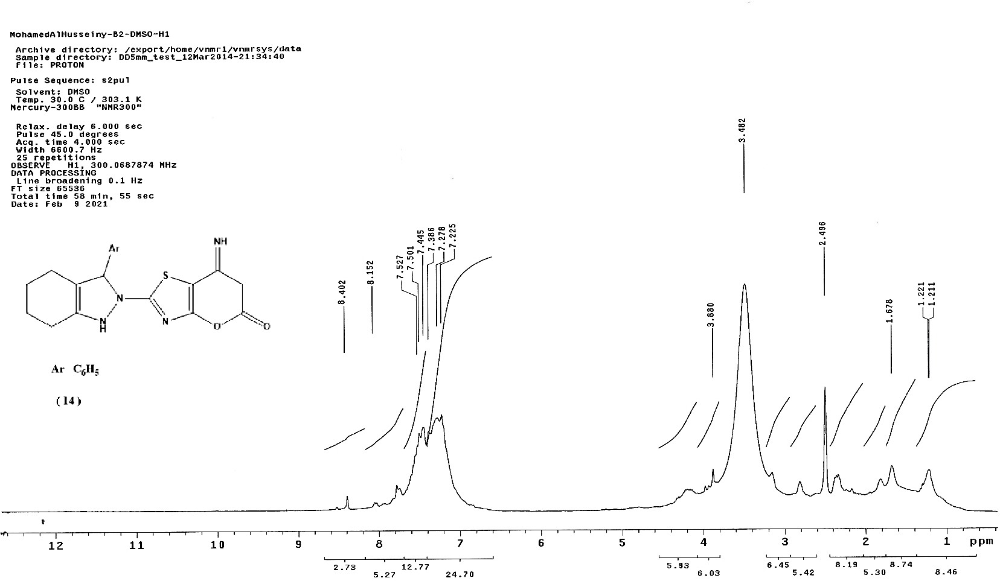 MohamedAlHusseiny-B2-DMSO-H1
Archive directory: /export/home/vnmr1/vnmrsys/data
Sample directory: DD5mm_test_12Mar2014-21:34:40
File: PROTON
Pulse Sequence: s2pul
Solvent: DMSO
Temp. 30.0 C / 303.1 K
Mercury-300BB "NMR300"
Relax. delay 6.000 sec
Pulse 45.0 degrees
Acq. time 4.000 sec
Width 6600.7 Hz
25 repetitions
OBSERVE H1, 300.0687874 MHz
DATA PROCESSING
Line broadening 0.1 Hz
FT size 65536
Total time 58 min, 55 sec
Date: Feb 9 2021
8.402
8.152
7.527
7.501
7.445
7.386
7.278
7.225
3.880
3.482
2.496
1.678
1.221
1.211
Ar
NH
S
N
N
N
H
O
O
Ar C6H5
(14)
12 11 10 9 8 7 6 5 4 3 2 1 ppm
2.73 12.77 5.93 6.45 8.19 8.74
5.27 24.70 6.03 5.42 5.30 8.46